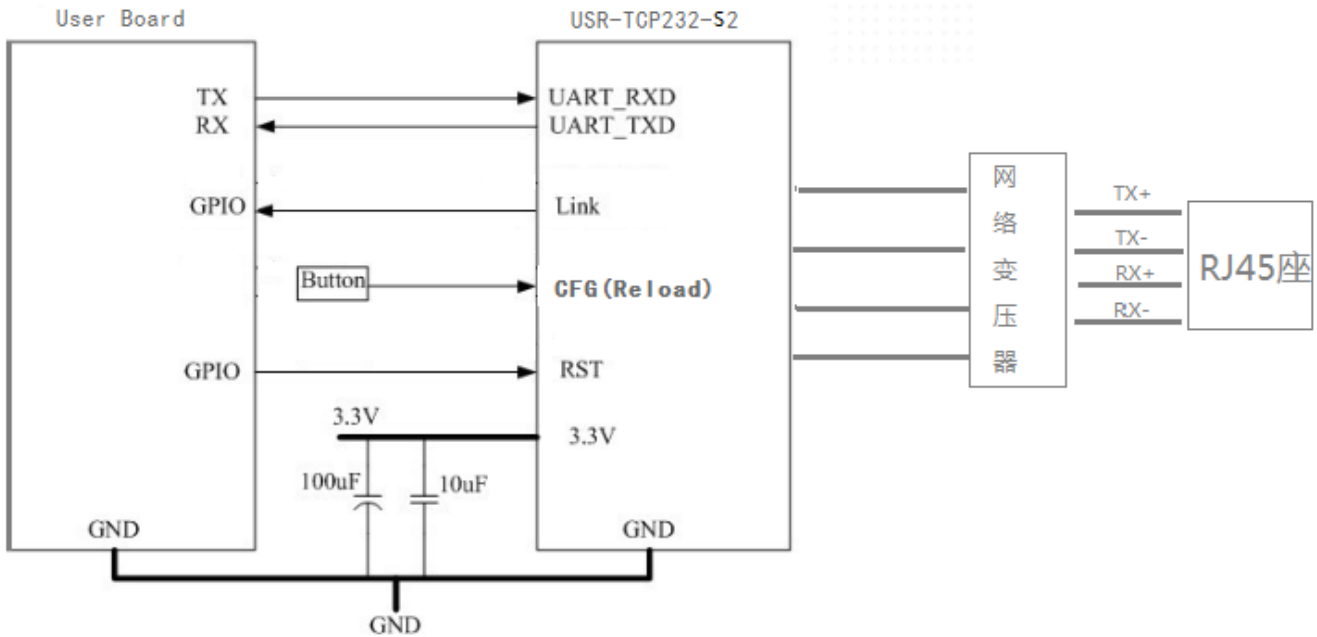 User Board
USR-TCP232-S2
TX
UART_RXD
RX
UART_TXD
GPIO
Link
Button
CFG(Reload)
GPIO
RST
3.3V
3.3V
100uF
10uF
GND
GND
GND
网
络
变
压
器
TX+
TX-
RX+
RX-
RJ45座